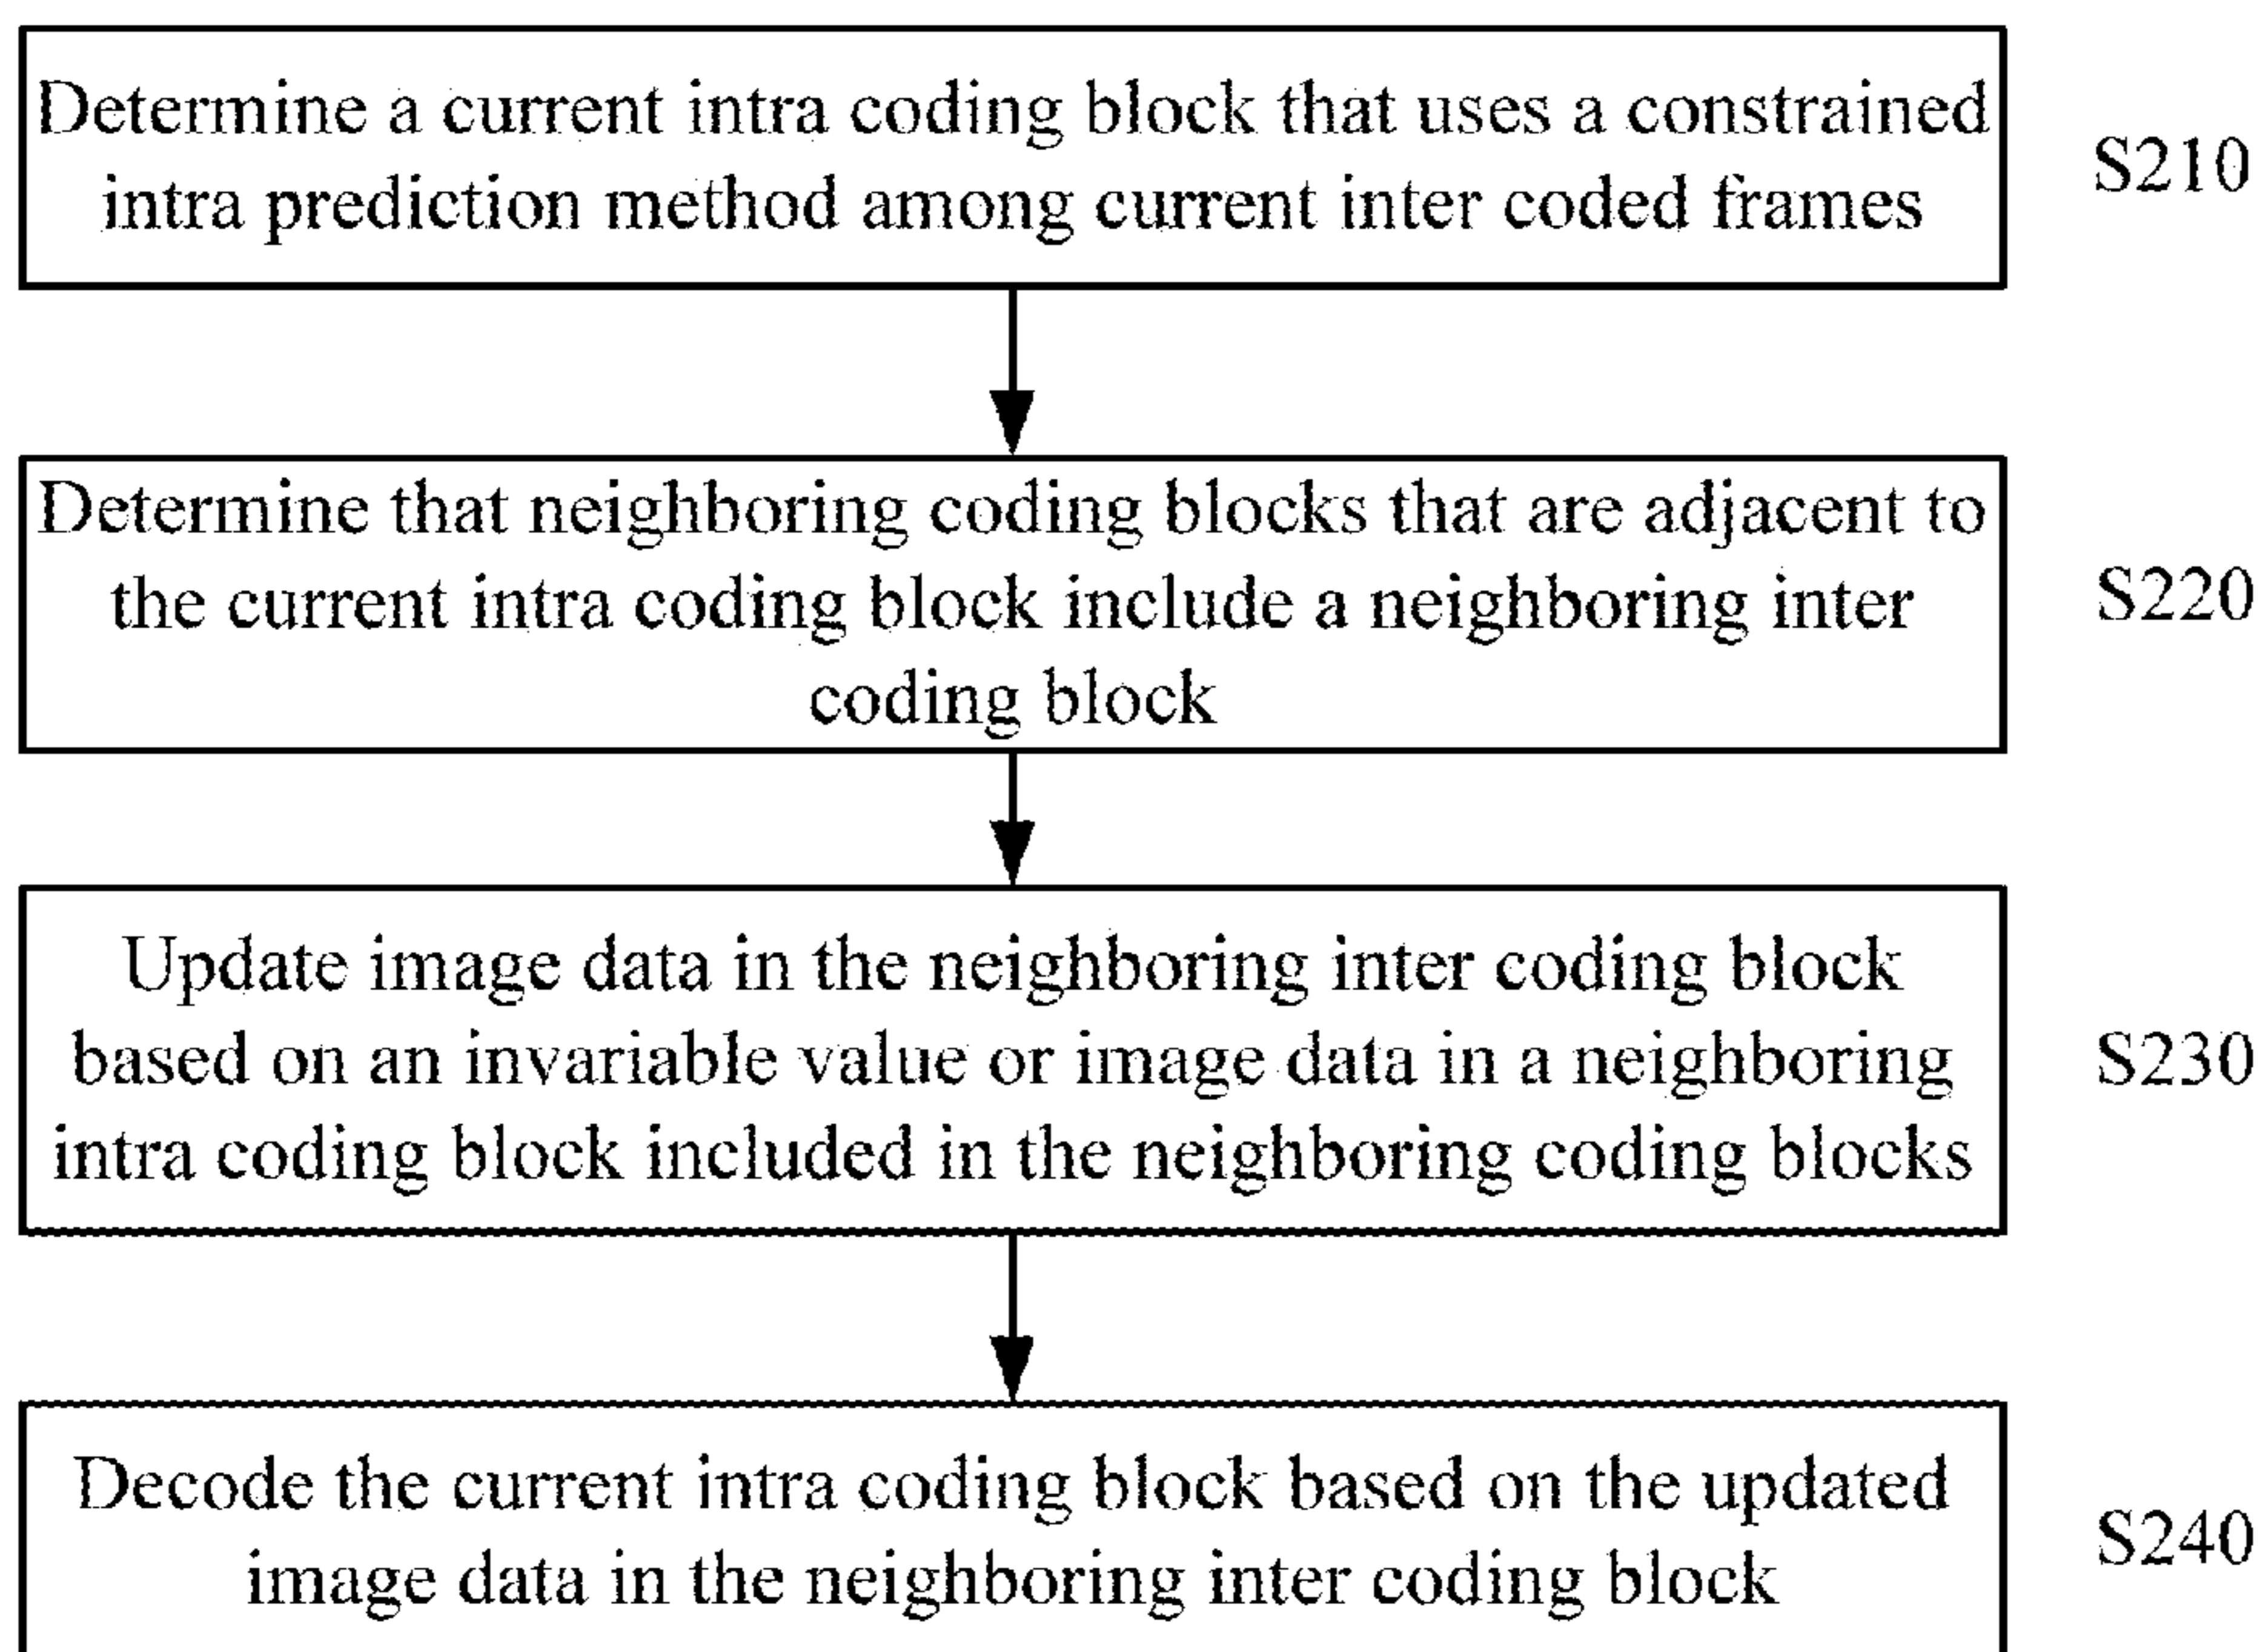 Determine a current intra coding block that uses a constrained
intra prediction method among current inter coded frames
S210
Determine that neighboring coding blocks that are adjacent to
the current intra coding block include a neighboring inter
coding block
S220
Update image data in the neighboring inter coding block
based on an invariable value or image data in a neighboring
intra coding block included in the neighboring coding blocks
S230
Decode the current intra coding block based on the updated
image data in the neighboring inter coding block
S240